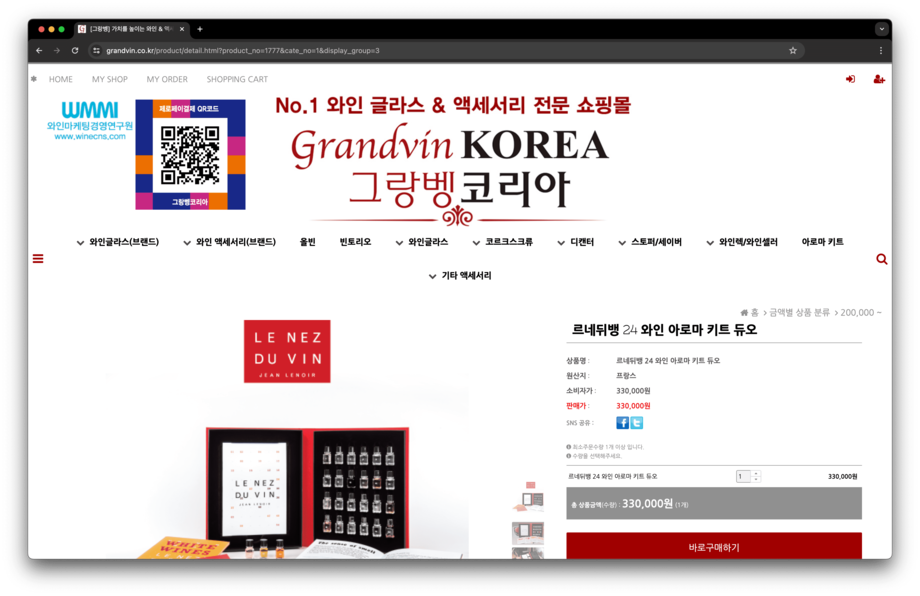 [그랑벵] 가치를 높이는 와인 &
grandvin.co.kr/product/detail.html?product_no=1777&cate_no=1&display_group=3
HOME MY SHOP MY ORDER SHOPPING CART
WMMI
와인마케팅경영연구원
www.winecns.com
제로페이결제 QR코드
그랑벵코리아
No.1 와인 글라스 & 액세서리 전문 쇼핑몰
Grandvin KOREA
그랑벵코리아
와인글라스(브랜드) 와인 액세서리(브랜드) 올빈 빈토리오 와인글라스 코르크스크류 디캔터 스토퍼/세이버 와인렉/와인셀러 아로마 키트
기타 액세서리
홈 > 금액별 상품 분류 > 200,000 ~
LE NEZ
DU VIN
JEAN LENOIR
LE NEZ
DU VIN
JEAN LENOIR
WHITE
WINES
The sense of smell
르네뒤뱅 24 와인 아로마 키트 듀오
상품명 : 르네뒤뱅 24 와인 아로마 키트 듀오
원산지 : 프랑스
소비자가 : 330,000원
판매가 : 330,000원
SNS 공유 :
최소주문수량 1개 이상 입니다.
수량을 선택해주세요.
르네뒤뱅 24 와인 아로마 키트 듀오 1 330,000원
총 상품금액(수량) : 330,000원 (1개)
바로구매하기